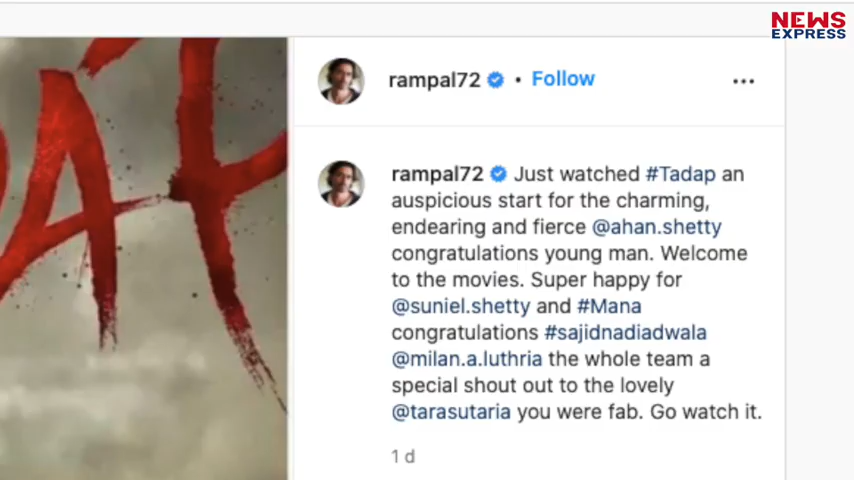 NEWS
EXPRESS
rampal72 • Follow
rampal72 Just watched #Tadap an
auspicious start for the charming,
endearing and fierce @ahan.shetty
congratulations young man. Welcome
to the movies. Super happy for
@suniel.shetty and #Mana
congratulations #sajidnadiadwala
@milan.a.luthria the whole team a
special shout out to the lovely
@tarasutaria you were fab. Go watch it.
1 d